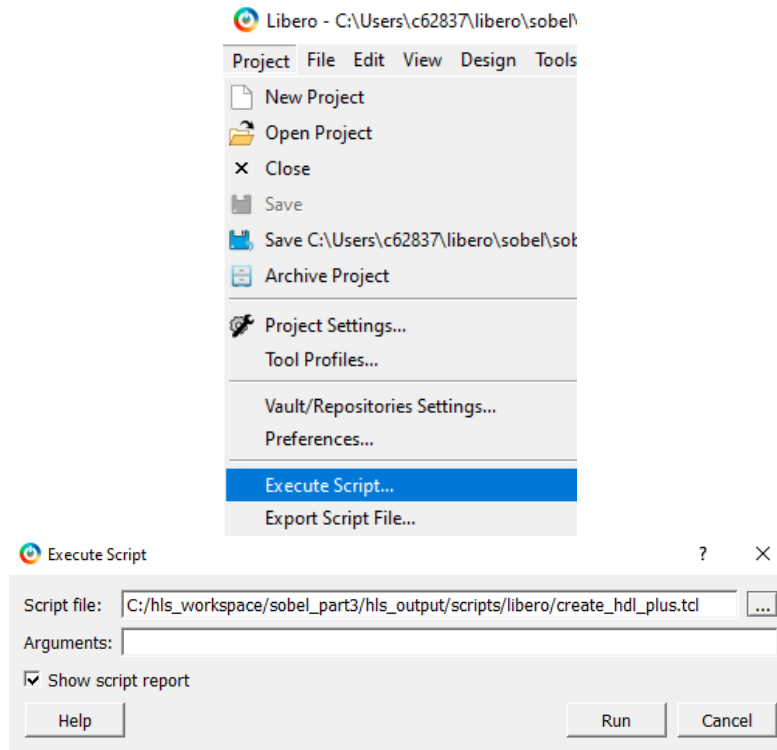 Libero - C:\Users\c62837\libero\sobel\
Project File Edit View Design Tools
New Project
Open Project
Close
Save
Save C:\Users\c62837\libero\sobel\sob
Archive Project
Project Settings...
Tool Profiles...
Vault/Repositories Settings...
Preferences...
Execute Script...
Export Script File...
Execute Script ? X
Script file: C:/hls_workspace/sobel_part3/hls_output/scripts/libero/create_hdl_plus.tcl ...
Arguments:
Show script report
Help Run Cancel